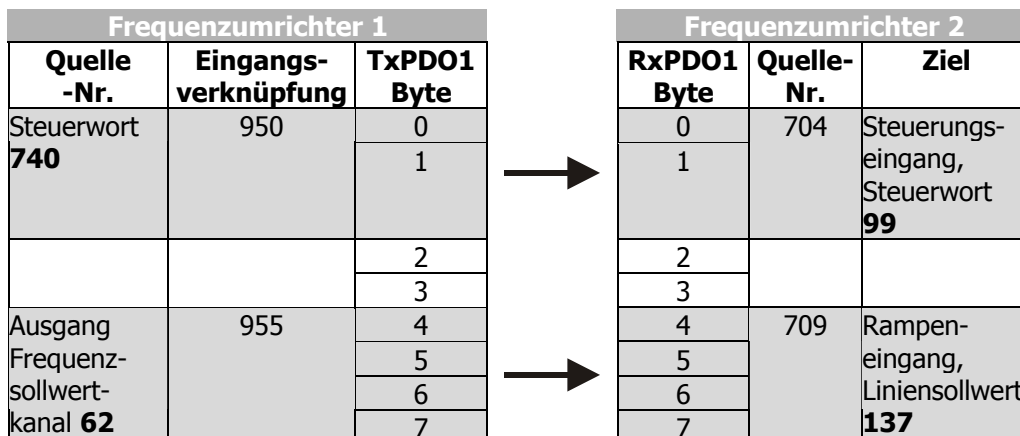 Frequenzumrichter 1
Quelle Eingangs- TxPDO1
-Nr. verknüpfung Byte
Steuerwort 950 0
740 1
2
3
Ausgang 955 4
Frequenz- 5
sollwert- 6
kanal 62 7
Frequenzumrichter 2
RxPDO1 Quelle- Ziel
Byte Nr.
0 704 Steuerungs-
1 eingang,
Steuerwort
99
2
3
4 709 Rampen-
5 eingang,
6 Liniensollwert
7 137